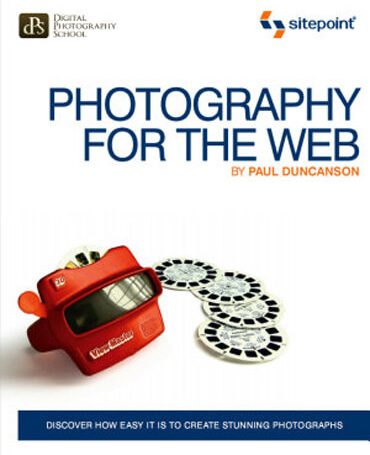 dPS
DIGITAL
PHOTOGRAPHY
SCHOOL
sitepoint
PHOTOGRAPHY
FOR THE WEB
BY PAUL DUNCANSON
3D
View-Master
DISCOVER HOW EASY IT IS TO CREATE STUNNING PHOTOGRAPHS